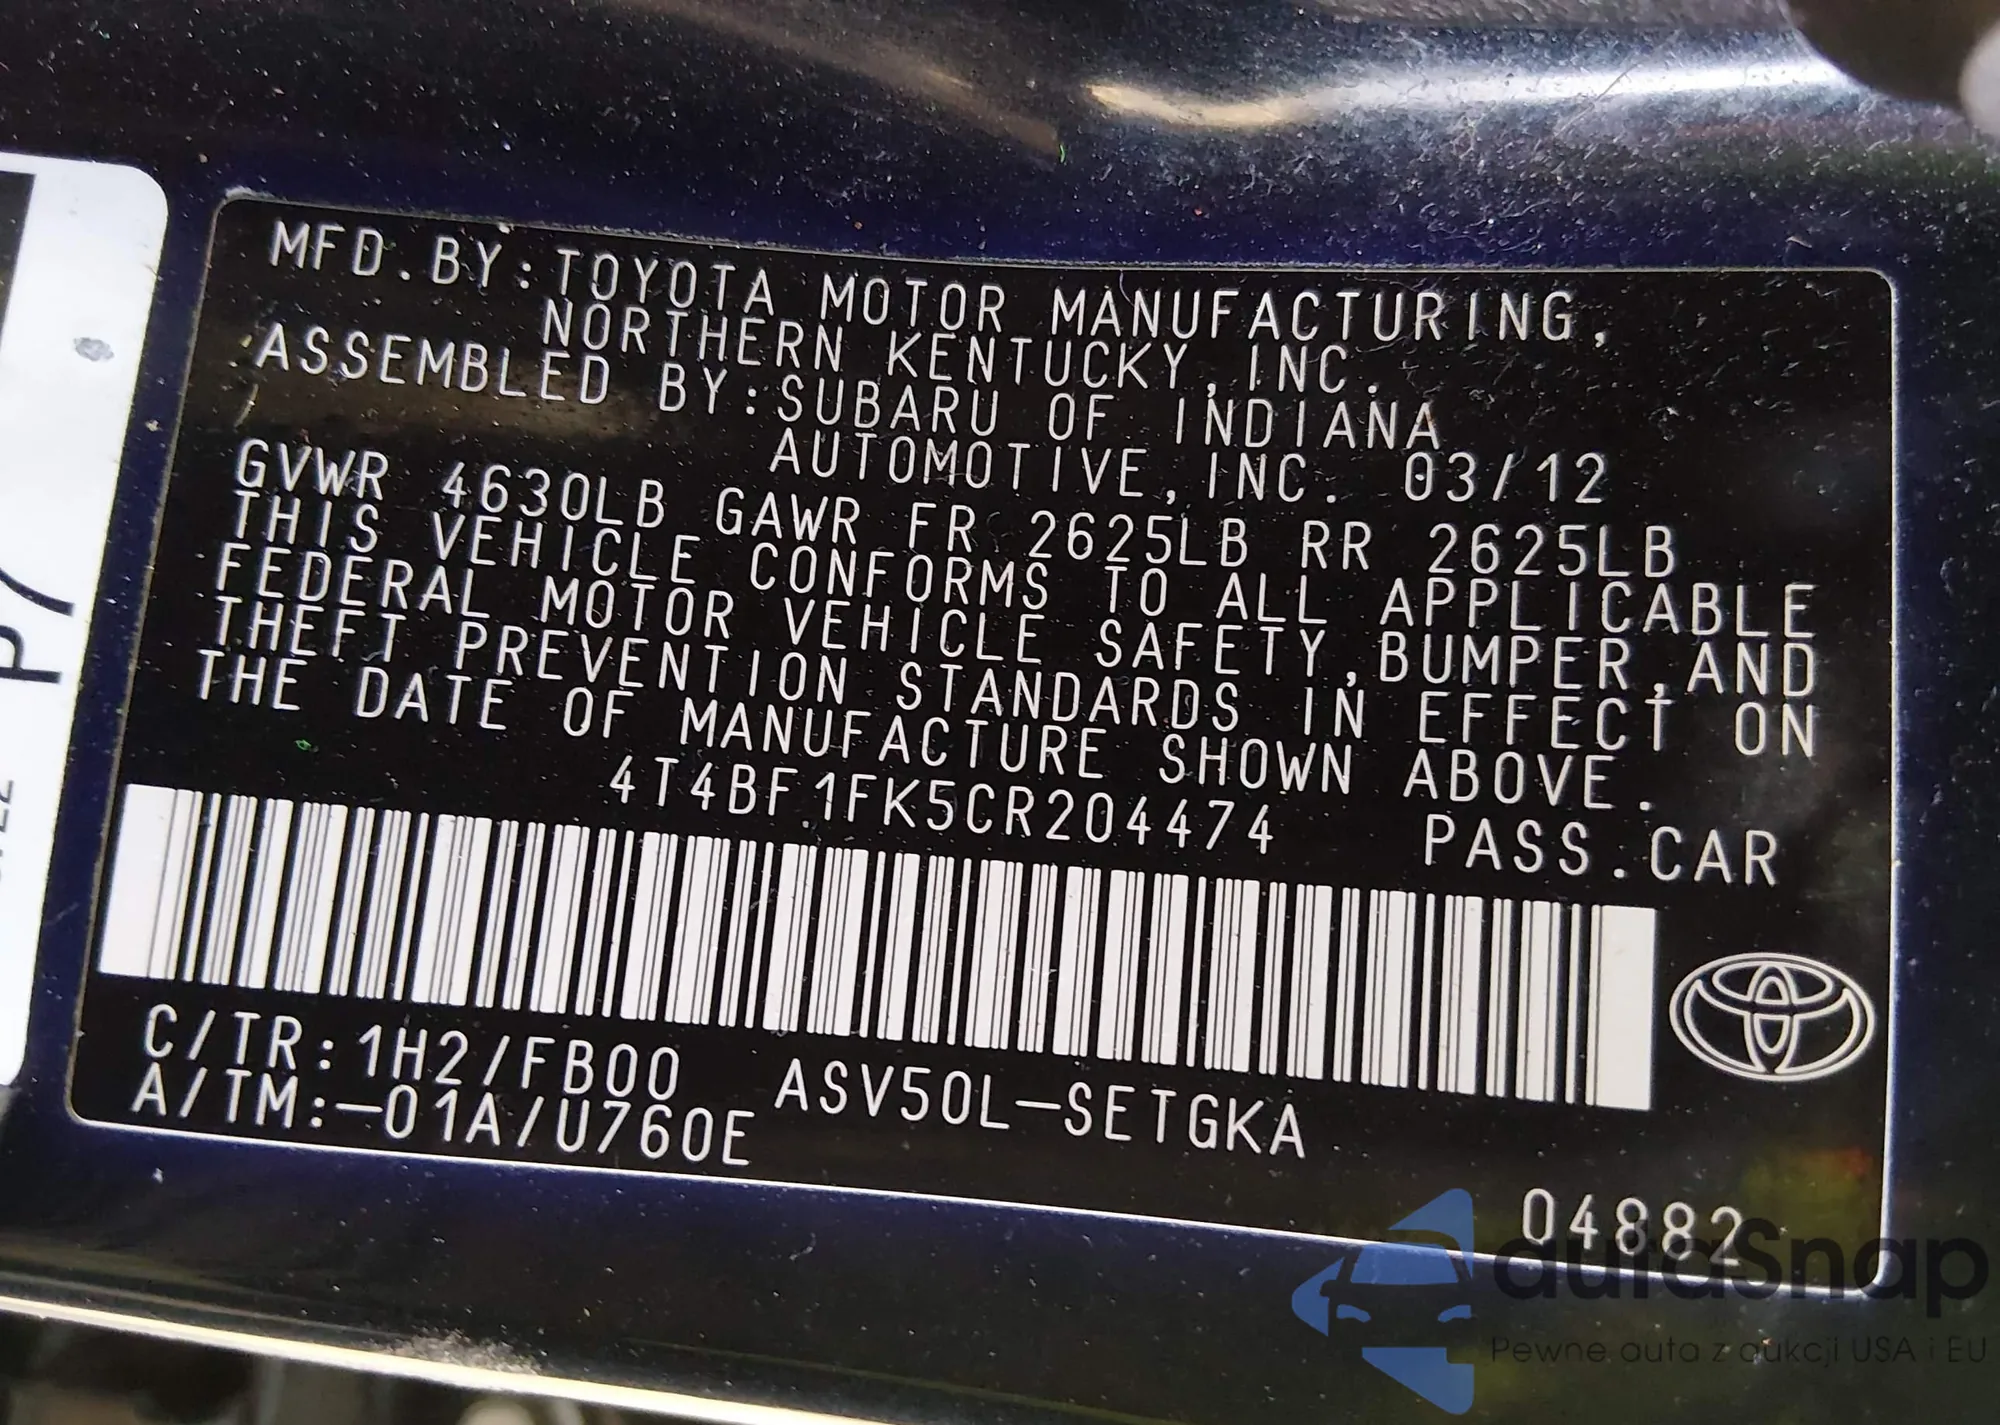 MFD.BY:TOYOTA MOTOR MANUFACTURING,
NORTHERN KENTUCKY,INC.
ASSEMBLED BY:SUBARU OF INDIANA
AUTOMOTIVE,INC. 03/12
GVWR 4630LB GAWR FR 2625LB RR 2625LB
THIS VEHICLE CONFORMS TO ALL APPLICABLE
FEDERAL MOTOR VEHICLE SAFETY,BUMPER,AND
THEFT PREVENTION STANDARDS IN EFFECT ON
THE DATE OF MANUFACTURE SHOWN ABOVE.
4T4BF1FK5CR204474 PASS.CAR
C/TR:1H2/FB00 ASV50L-SETGKA
A/TM:-01A/U760E
04882
autaSnap
Pewne auta z aukcji USA i EU